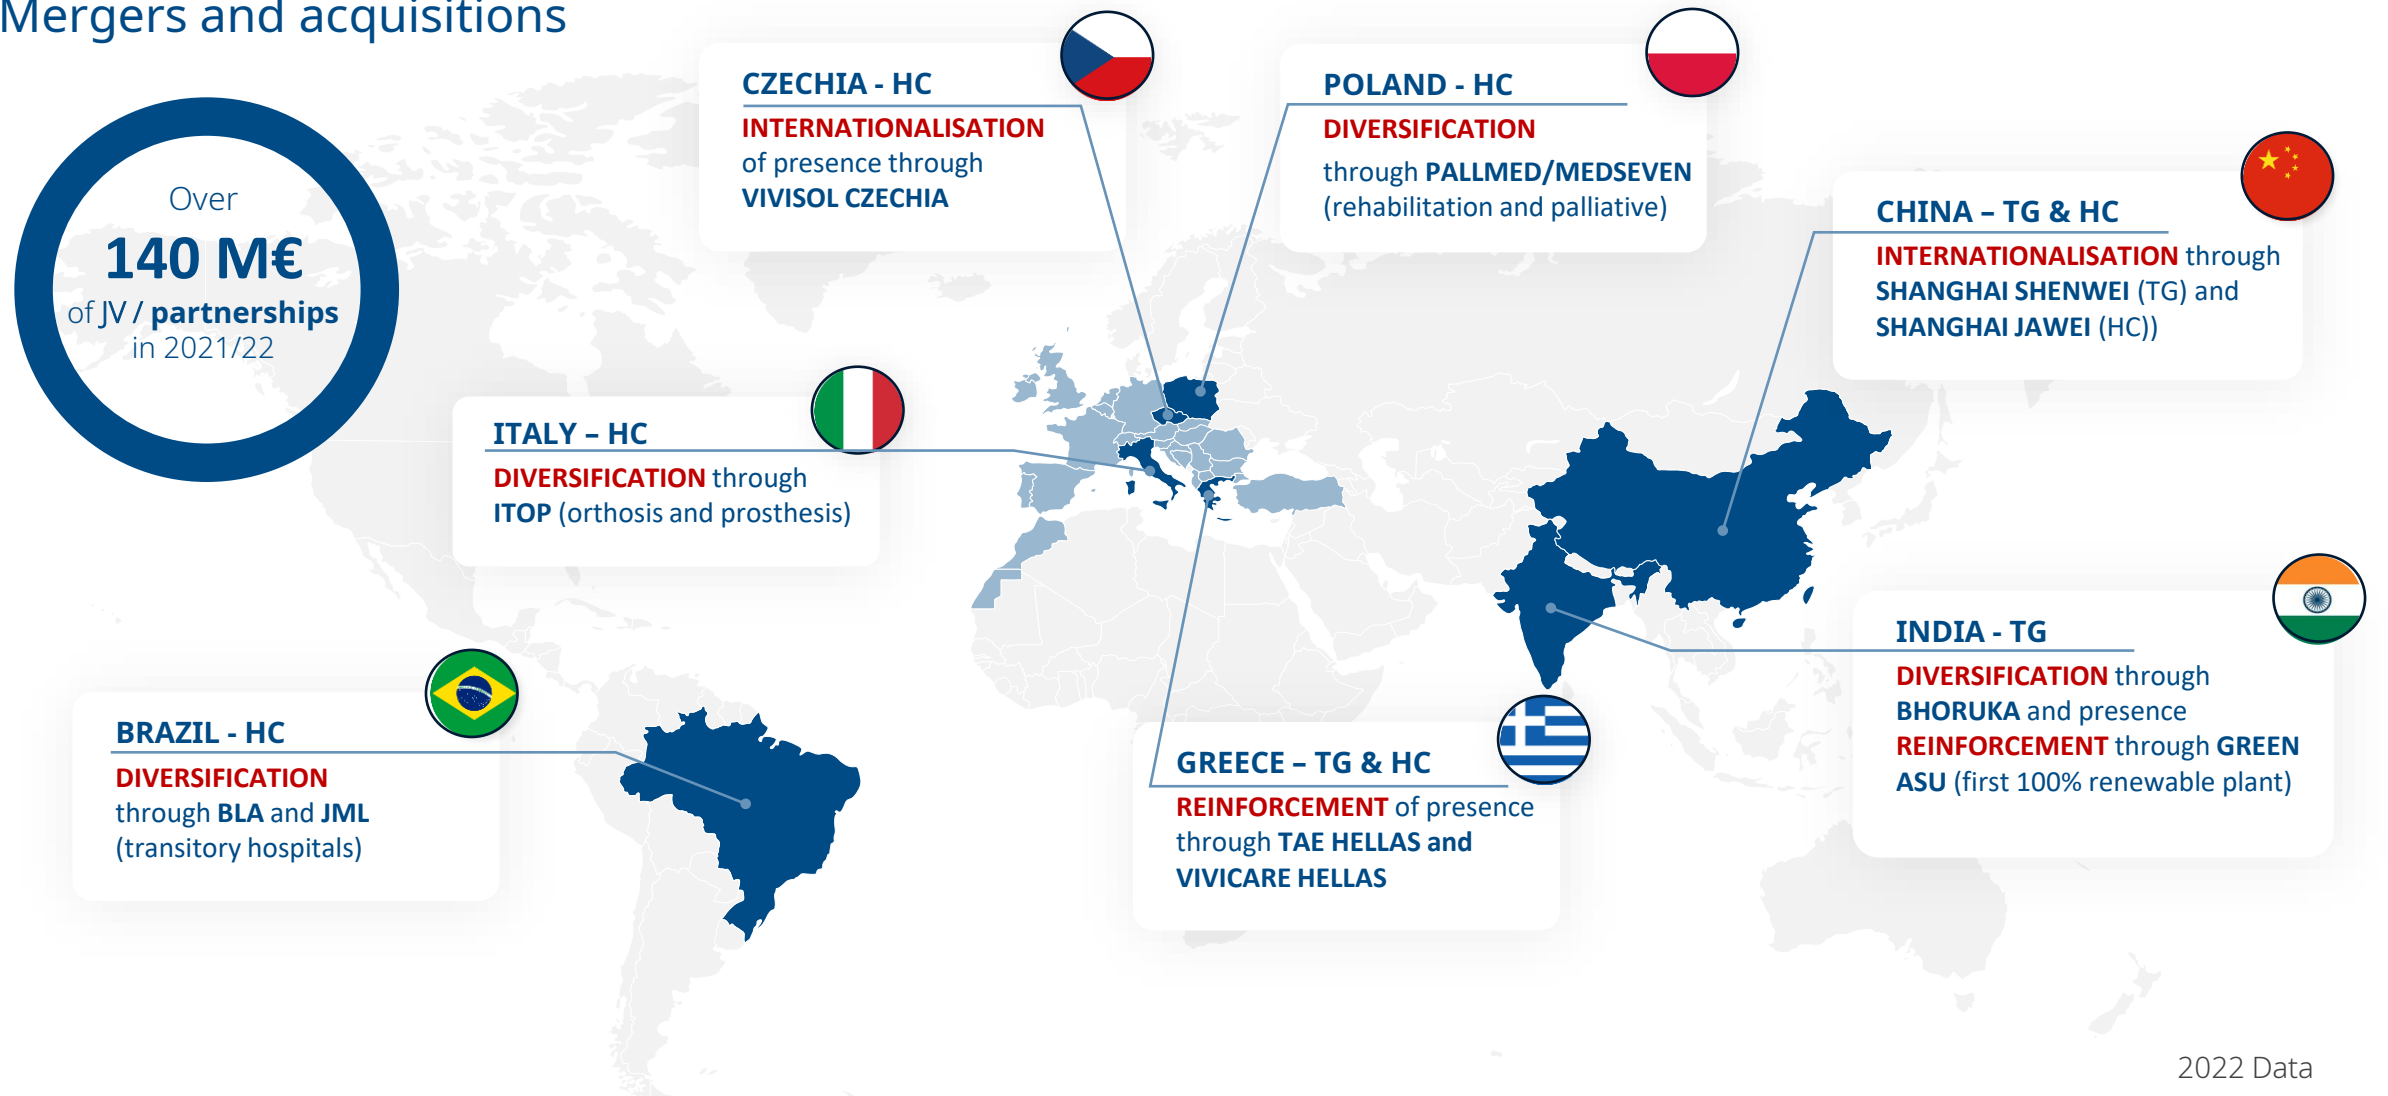 Mergers and acquisitions
Over
140 M€
of JV / partnerships
in 2021/22
CZECHIA - HC
INTERNATIONALISATION
of presence through
VIVISOL CZECHIA
POLAND - HC
DIVERSIFICATION
through PALLMED/MEDSEVEN
(rehabilitation and palliative)
CHINA – TG & HC
INTERNATIONALISATION through
SHANGHAI SHENWEI (TG) and
SHANGHAI JAWEI (HC))
ITALY – HC
DIVERSIFICATION through
ITOP (orthosis and prosthesis)
INDIA - TG
DIVERSIFICATION through
BHORUKA and presence
REINFORCEMENT through GREEN
ASU (first 100% renewable plant)
BRAZIL - HC
DIVERSIFICATION
through BLA and JML
(transitory hospitals)
GREECE – TG & HC
REINFORCEMENT of presence
through TAE HELLAS and
VIVICARE HELLAS
2022 Data